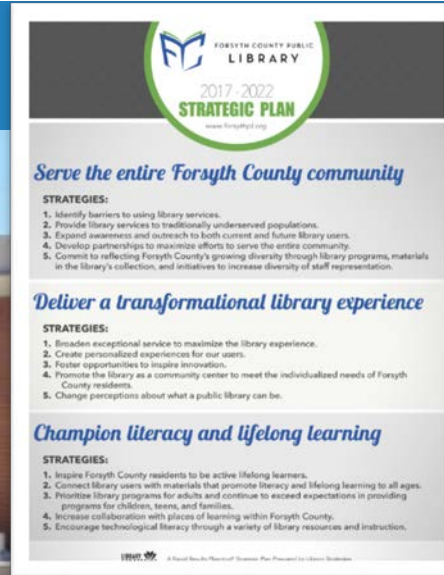 FORSYTH COUNTY PUBLIC
LIBRARY
2017-2022
STRATEGIC PLAN
www.forsythpl.org
Serve the entire Forsyth County community
STRATEGIES:
1. Identify barriers to using library services.
2. Provide library services to traditionally underserved populations.
3. Expand awareness and outreach to both current and future library users.
4. Develop partnerships to maximize efforts to serve the entire community.
5. Commit to reflecting Forsyth County's growing diversity through library programs, materials
in the library's collection, and initiatives to increase diversity of staff representation.
Deliver a transformational library experience
STRATEGIES:
1. Broaden exceptional service to maximize the library experience.
2. Create personalized experiences for our users.
3. Foster opportunities to inspire innovation.
4. Promote the library as a community center to meet the individualized needs of Forsyth
County residents.
5. Change perceptions about what a public library can be.
Champion literacy and lifelong learning
STRATEGIES:
1. Inspire Forsyth County residents to be active lifelong learners.
2. Connect library users with materials that promote literacy and lifelong learning to all ages.
3. Prioritize library programs for adults and continue to exceed expectations in providing
programs for children, teens, and families.
4. Increase collaboration with places of learning within Forsyth County.
5. Encourage technological literacy through a variety of library resources and instruction.
LIBRARY
A Rapid Results Planning Strategic Plan Prepared by Library Strategies